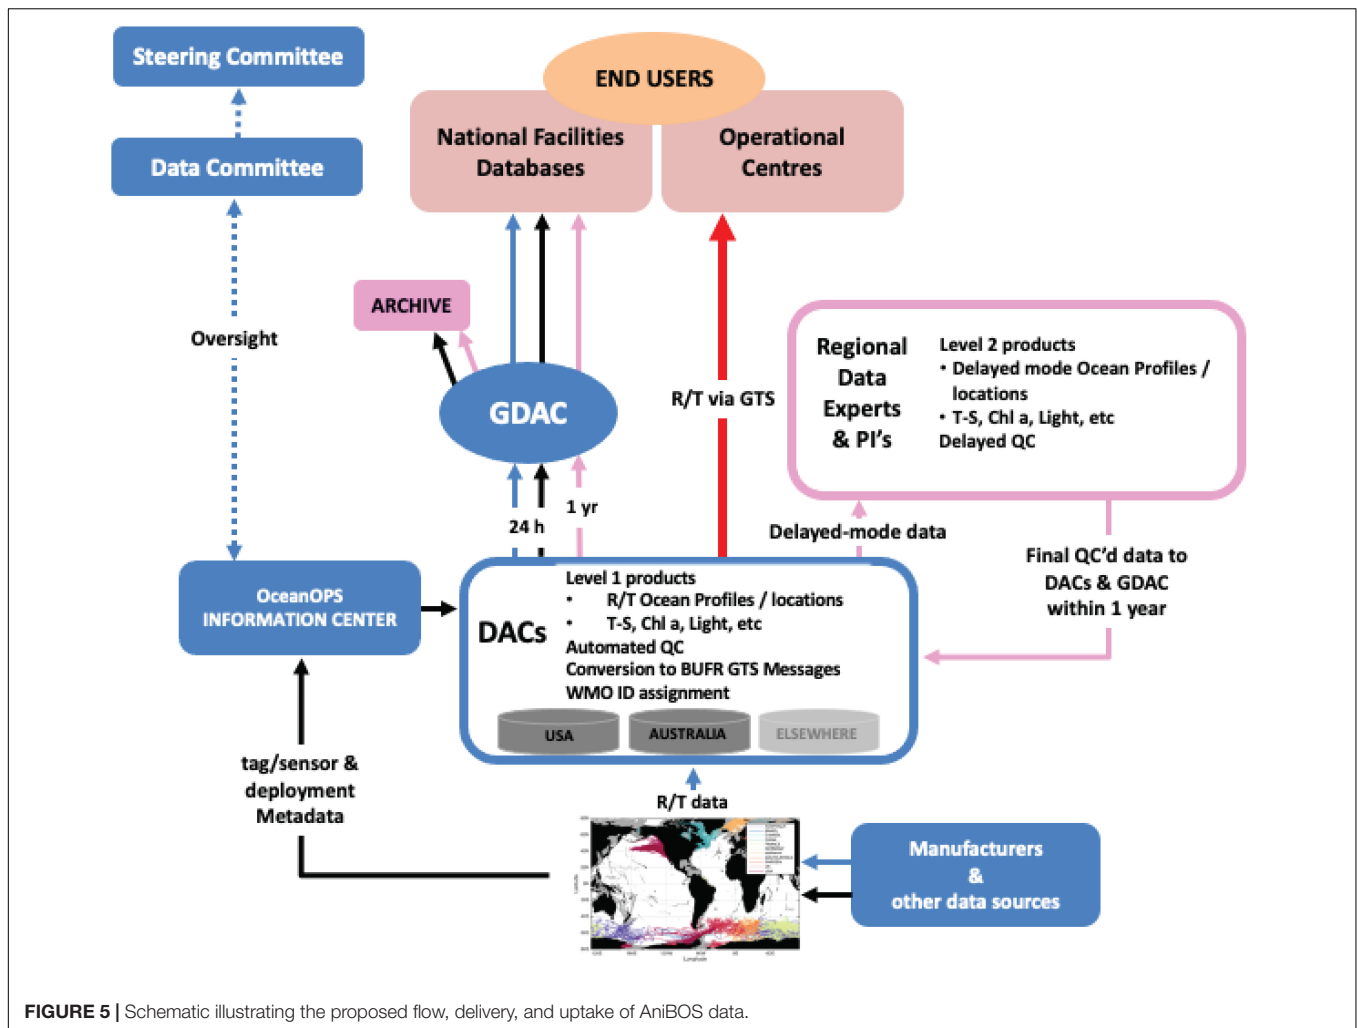 Steering Committee
Data Committee
Oversight
END USERS
National Facilities
Databases
Operational
Centres
ARCHIVE
GDAC
R/T via GTS
24 h
1 yr
Regional
Data
Experts
& PI's
Level 2 products
• Delayed mode Ocean Profiles /
locations
• T-S, Chl a, Light, etc
Delayed QC
Delayed-mode data
Final QC'd data to
DACs & GDAC
within 1 year
OceanOPS
INFORMATION CENTER
DACs
Level 1 products
• R/T Ocean Profiles / locations
• T-S, Chl a, Light, etc
Automated QC
Conversion to BUFR GTS Messages
WMO ID assignment
USA
AUSTRALIA
ELSEWHERE
tag/sensor &
deployment
Metadata
R/T data
Latitude
Longitude
Manufacturers
&
other data sources
FIGURE 5 | Schematic illustrating the proposed flow, delivery, and uptake of AniBOS data.